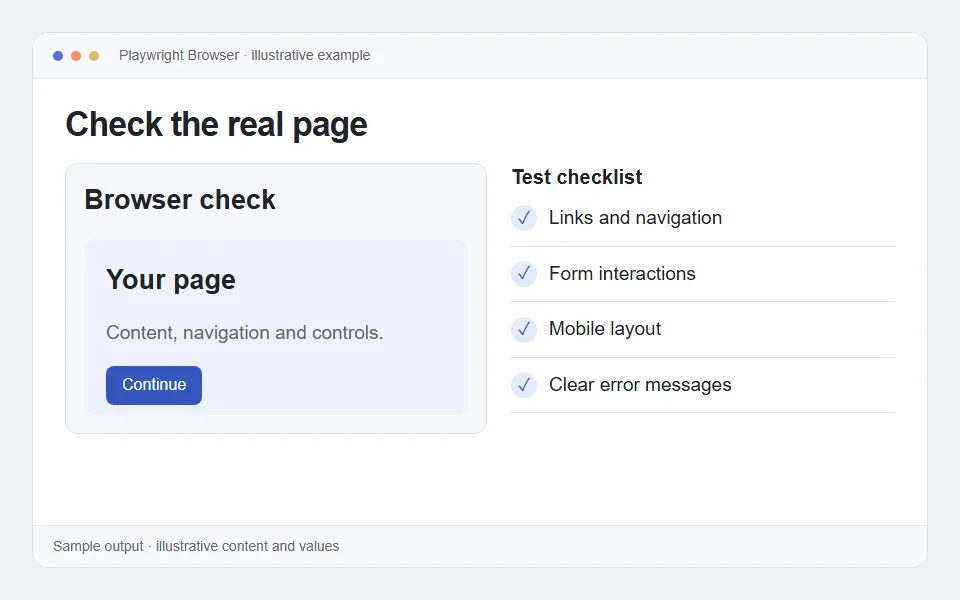 Playwright Browser · illustrative example
Check the real page
Browser check
Your page
Content, navigation and controls.
Continue
Test checklist
✓ Links and navigation
✓ Form interactions
✓ Mobile layout
✓ Clear error messages
Sample output · illustrative content and values